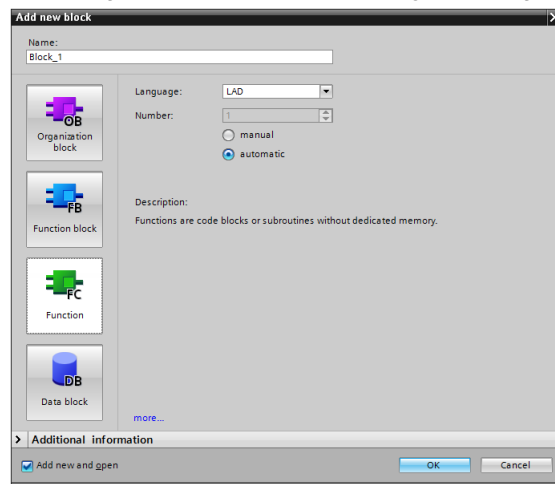 Add new block
Name:
Block_1
OB
Organization
block
FB
Function block
FC
Function
DB
Data block
Language:
LAD
Number:
1
manual
automatic
Description:
Functions are code blocks or subroutines without dedicated memory.
more...
> Additional information
Add new and open
OK
Cancel